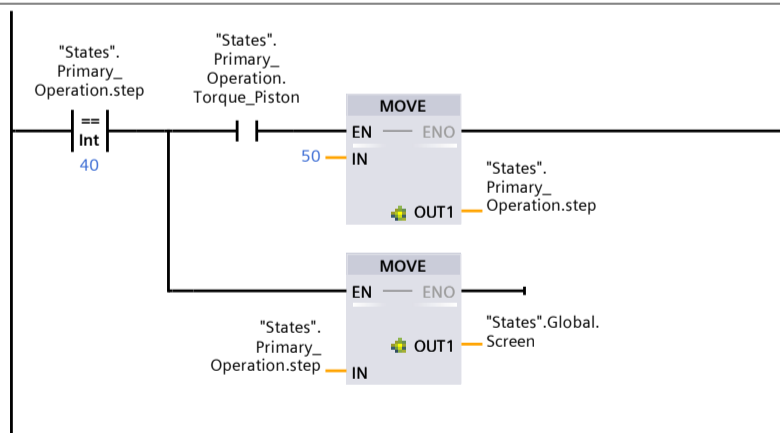 "States".
Primary_
Operation.step
==
Int
40
"States".
Primary_
Operation.
Torque_Piston
MOVE
EN
ENO
50
IN
OUT1
"States".
Primary_
Operation.step
MOVE
EN
ENO
"States".
Primary_
Operation.step
IN
OUT1
"States".Global.
Screen